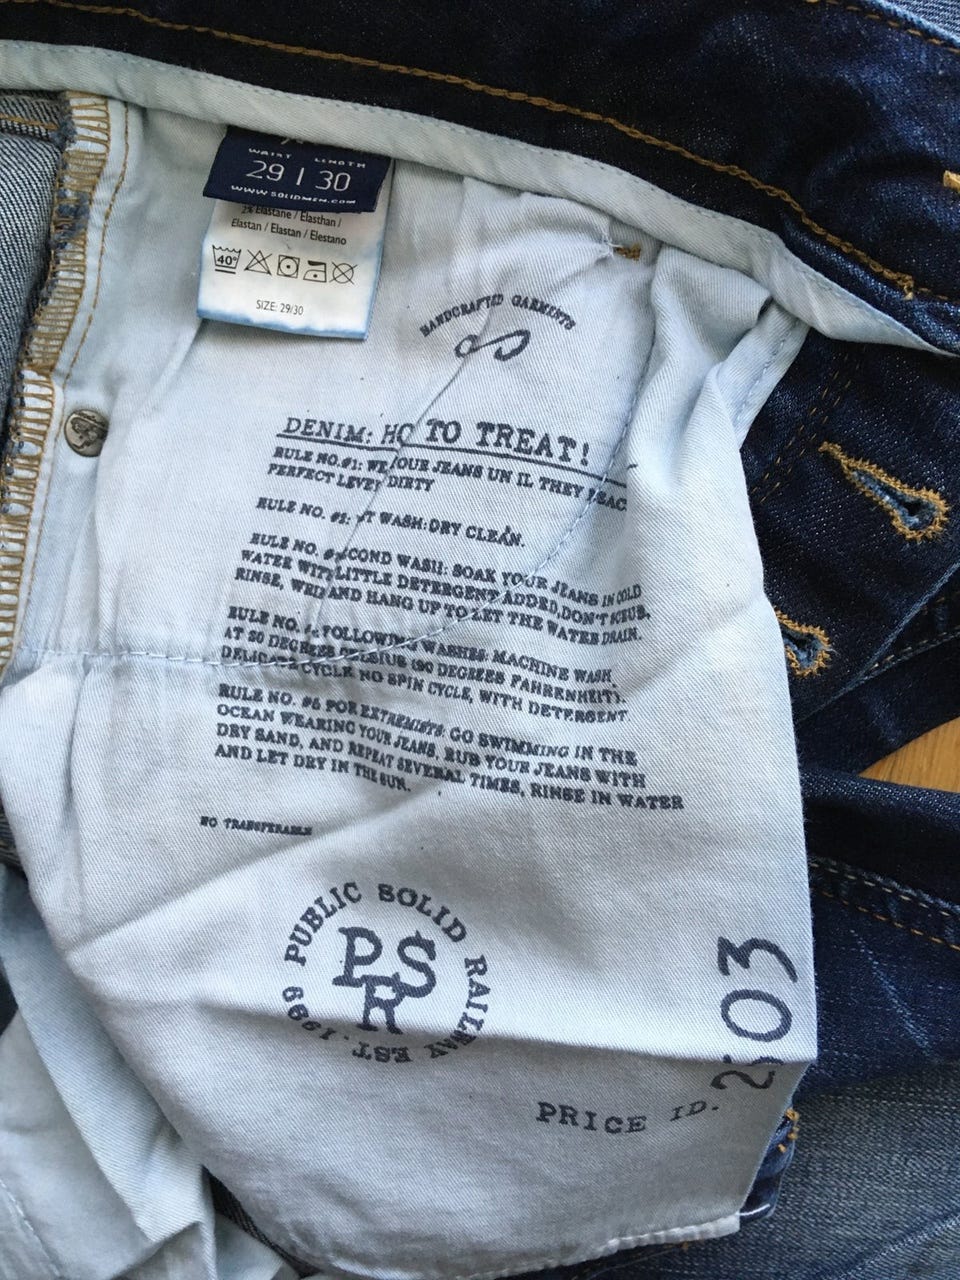 WAIST LENGTH
29 | 30
WWW.SOLIDMEN.COM
2% Elastane / Elasthan /
Elastan / Elastan / Elestano
40°
SIZE: 29/30
HANDCRAFTED GARMENTS
DENIM: HO TO TREAT!
RULE NO.#1: WE OUR JEANS UN IL THEY REAC
PERFECT LEVE DIRTY
RULE NO. #2: ST WASH: DRY CLEAN.
RULE NO. # COND WASH: SOAK YOUR JEANS IN COLD
WATER WITH LITTLE DETERGENT ADDED, DON'T SCRUB,
RINSE, WRI AND HANG UP TO LET THE WATER DRAIN.
RULE NO. FOLLOWING WASHES: MACHINE WASH
AT 30 DEGREES CELSIUS (90 DEGREES FAHRENHEIT).
DELICATE CYCLE NO SPIN CYCLE, WITH DETERGENT.
RULE NO. #5 FOR EXTREMISTS: GO SWIMMING IN THE
OCEAN WEARING YOUR JEANS, RUB YOUR JEANS WITH
DRY SAND, AND REPEAT SEVERAL TIMES, RINSE IN WATER
AND LET DRY IN THE SUN.
NO TRANSFERABLE
PUBLIC SOLID RAILWAY EST. 1999
PSR
PRICE ID. 2503